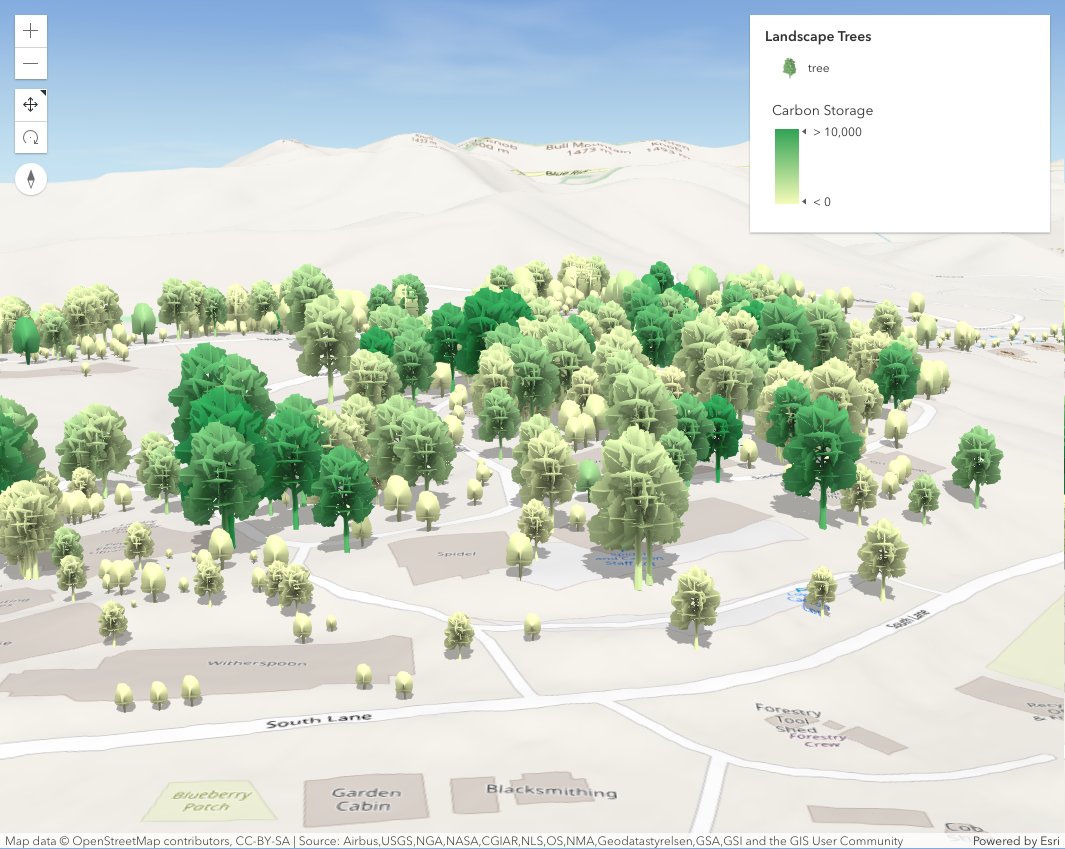 Landscape Trees
tree
Carbon Storage
> 10,000
< 0
Bull Mountain
1473 m
Spidel
Witherspoon
South Lane
South Lane
Forestry
Tool
Shed
Forestry
Crew
Blueberry
Patch
Garden
Cabin
Blacksmithing
Cob
Map data © OpenStreetMap contributors, CC-BY-SA | Source: Airbus,USGS,NGA,NASA,CGIAR,NLS,OS,NMA,Geodatastyrelsen,GSA,GSI and the GIS User Community
Powered by Esri